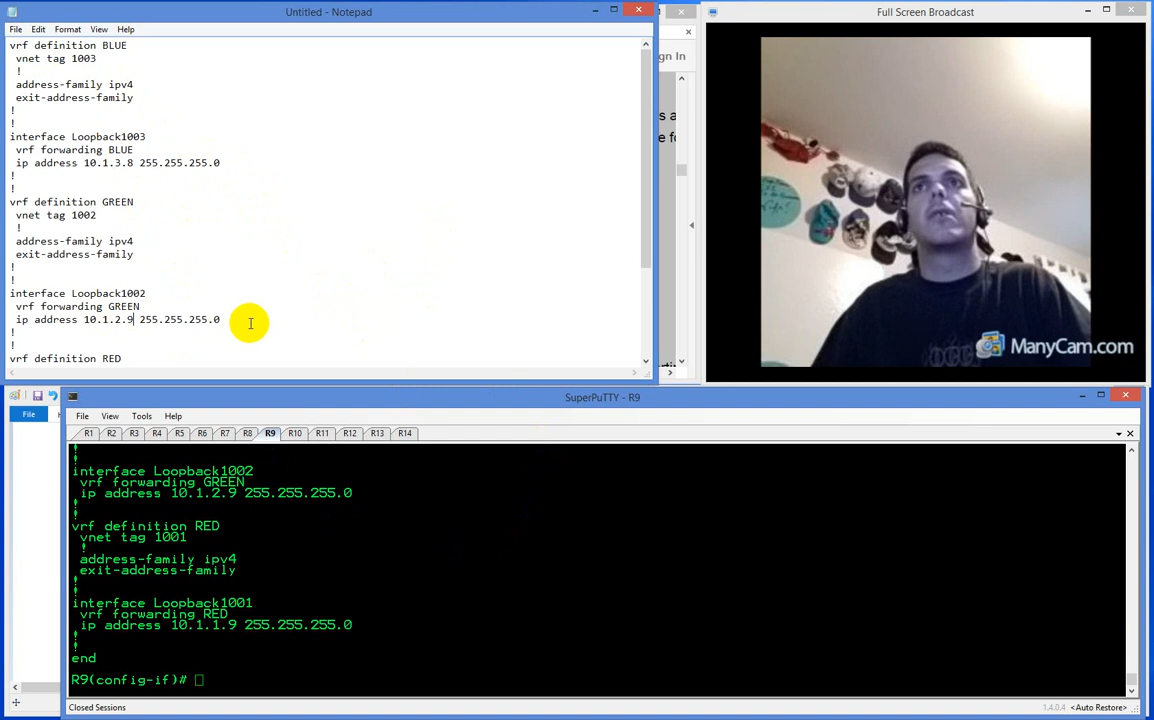 Untitled - Notepad
File Edit Format View Help
vrf definition BLUE
vnet tag 1003
!
address-family ipv4
exit-address-family
!
!
interface Loopback1003
vrf forwarding BLUE
ip address 10.1.3.8 255.255.255.0
!
!
vrf definition GREEN
vnet tag 1002
!
address-family ipv4
exit-address-family
!
!
interface Loopback1002
vrf forwarding GREEN
ip address 10.1.2.9 255.255.255.0
!
!
vrf definition RED
gn In
s a
e fo
Full Screen Broadcast
ManyCam.com
File
SuperPuTTY - R9
File View Tools Help
R1 R2 R3 R4 R5 R6 R7 R8 R9 R10 R11 R12 R13 R14
!
!
interface Loopback1002
vrf forwarding GREEN
ip address 10.1.2.9 255.255.255.0
!
!
vrf definition RED
vnet tag 1001
!
address-family ipv4
exit-address-family
!
!
interface Loopback1001
vrf forwarding RED
ip address 10.1.1.9 255.255.255.0
!
!
end
R9(config-if)#
Closed Sessions
1.4.0.4 <Auto Restore>